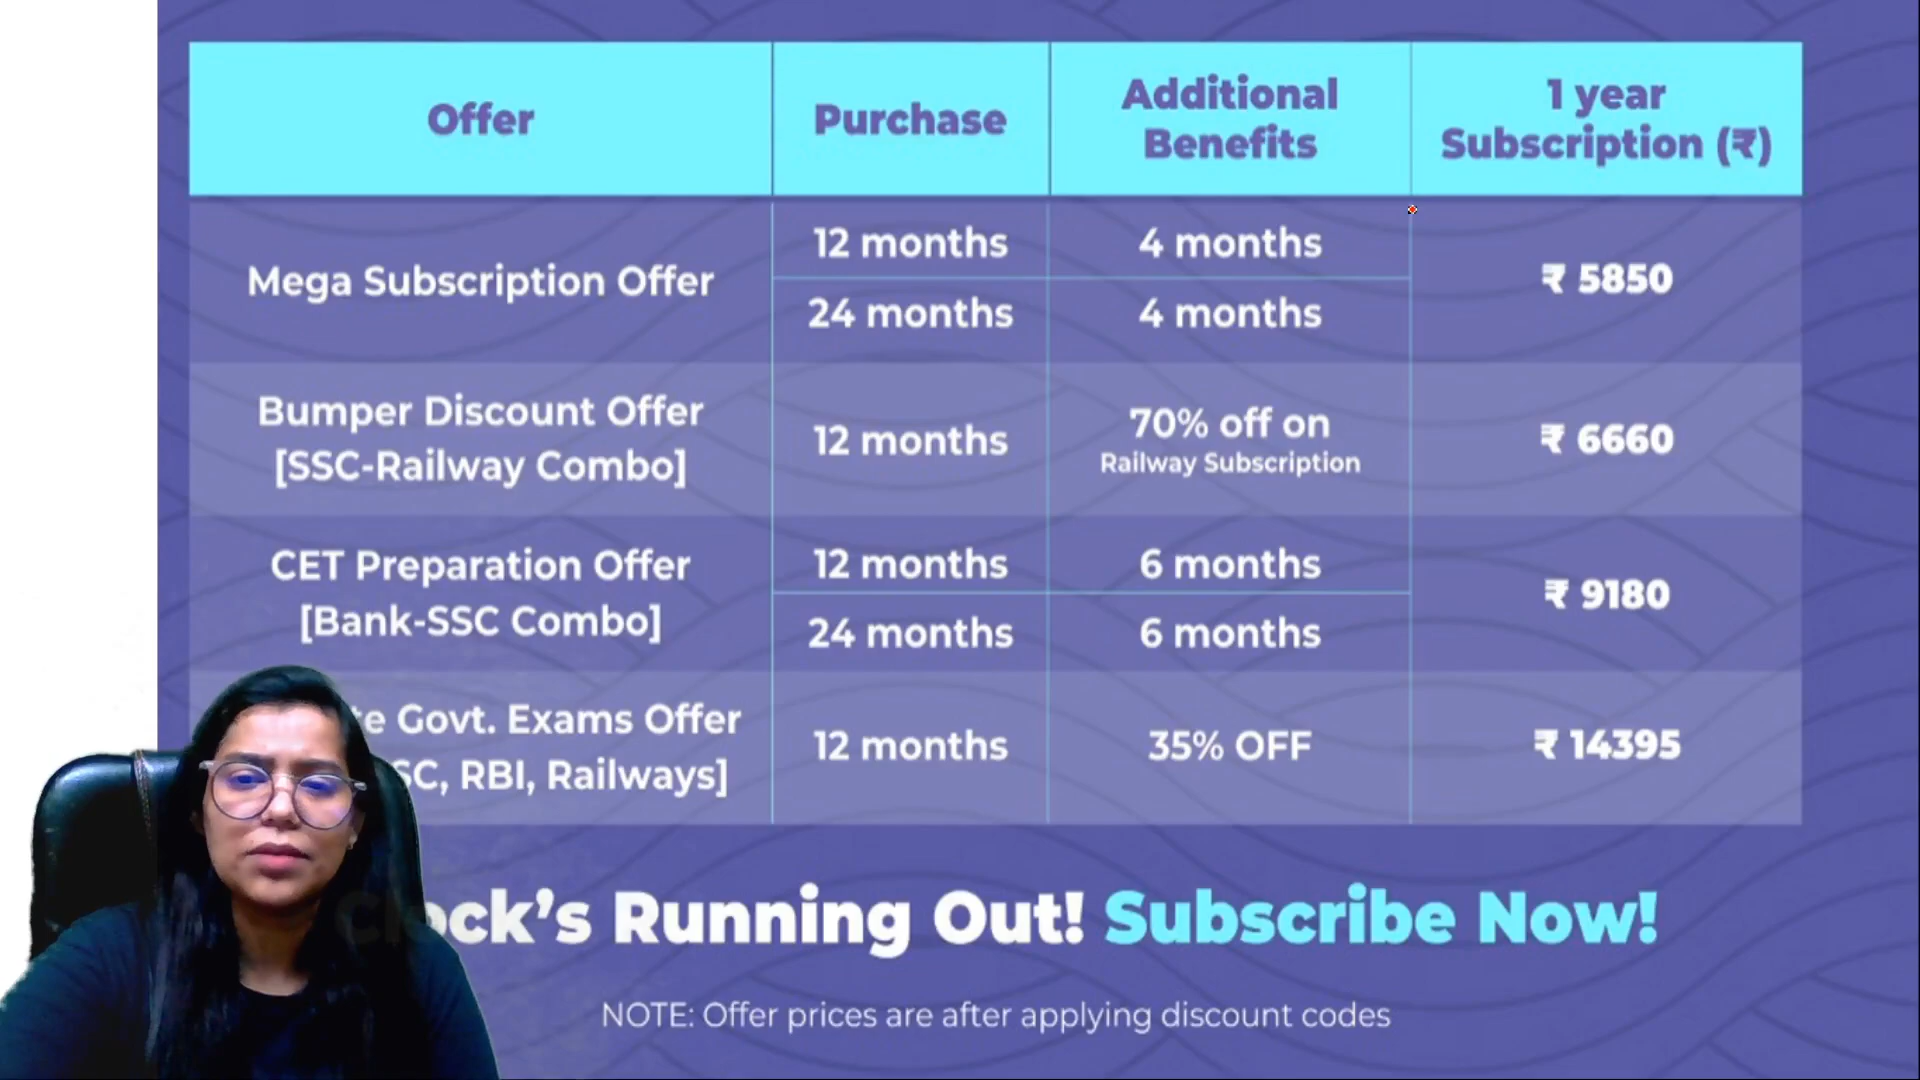 Offer
Purchase
Additional
Benefits
1 year
Subscription (₹)
Mega Subscription Offer
12 months
4 months
24 months
4 months
₹ 5850
Bumper Discount Offer
[SSC-Railway Combo]
12 months
70% off on
Railway Subscription
₹ 6660
CET Preparation Offer
[Bank-SSC Combo]
12 months
6 months
24 months
6 months
₹ 9180
Govt. Exams Offer
RBI, Railways]
12 months
35% OFF
₹ 14395
Clock's Running Out! Subscribe Now!
NOTE: Offer prices are after applying discount codes